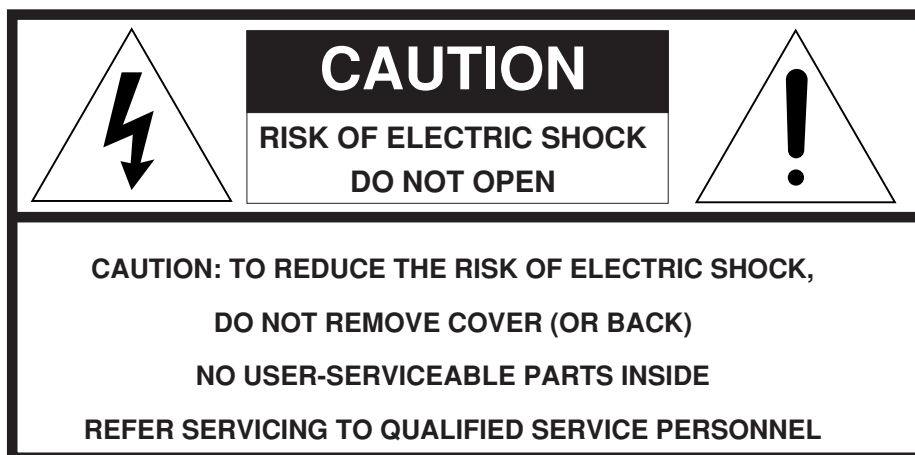 CAUTION
RISK OF ELECTRIC SHOCK
DO NOT OPEN
CAUTION: TO REDUCE THE RISK OF ELECTRIC SHOCK,
DO NOT REMOVE COVER (OR BACK)
NO USER-SERVICEABLE PARTS INSIDE
REFER SERVICING TO QUALIFIED SERVICE PERSONNEL